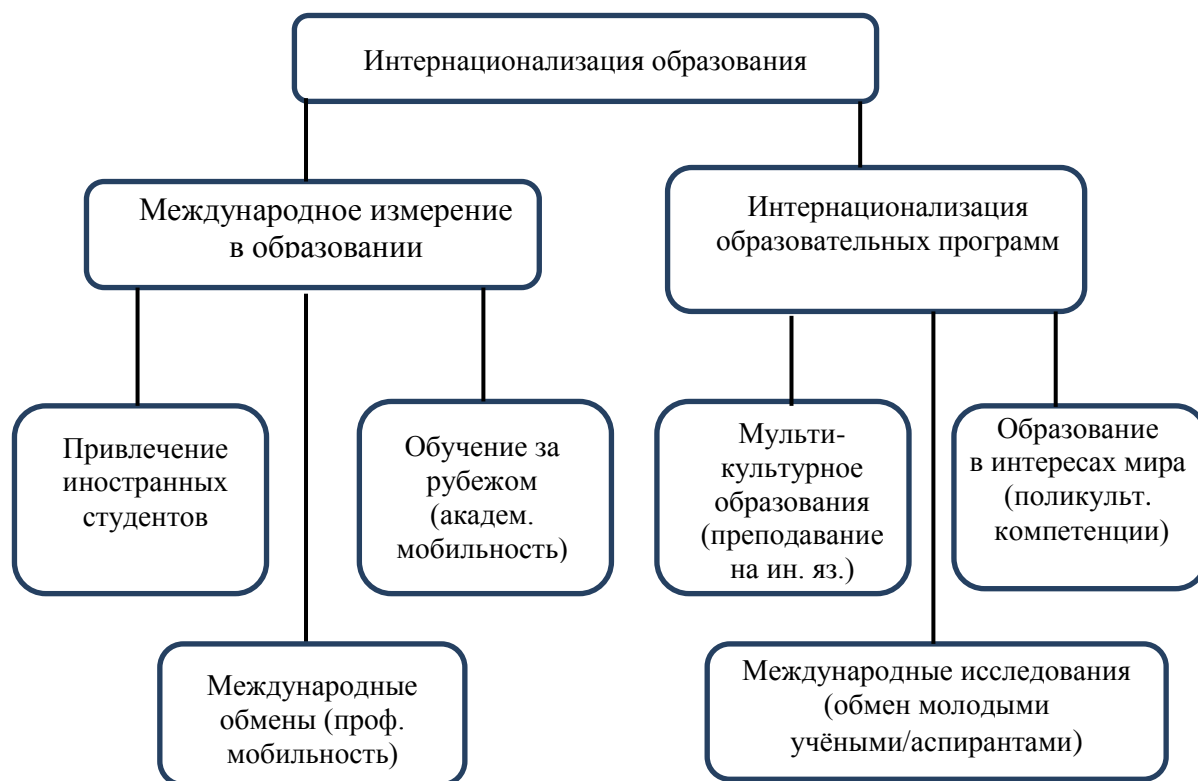 Интернационализация образования
Международное измерение
в образовании
Интернационализация
образовательных программ
Привлечение
иностранных
студентов
Обучение за
рубежом
(академ.
мобильность)
Мульти-
культурное
образования
(преподавание
на ин. яз.)
Образование
в интересах мира
(поликульт.
компетенции)
Международные
обмены (проф.
мобильность)
Международные исследования
(обмен молодыми
учёными/аспирантами)